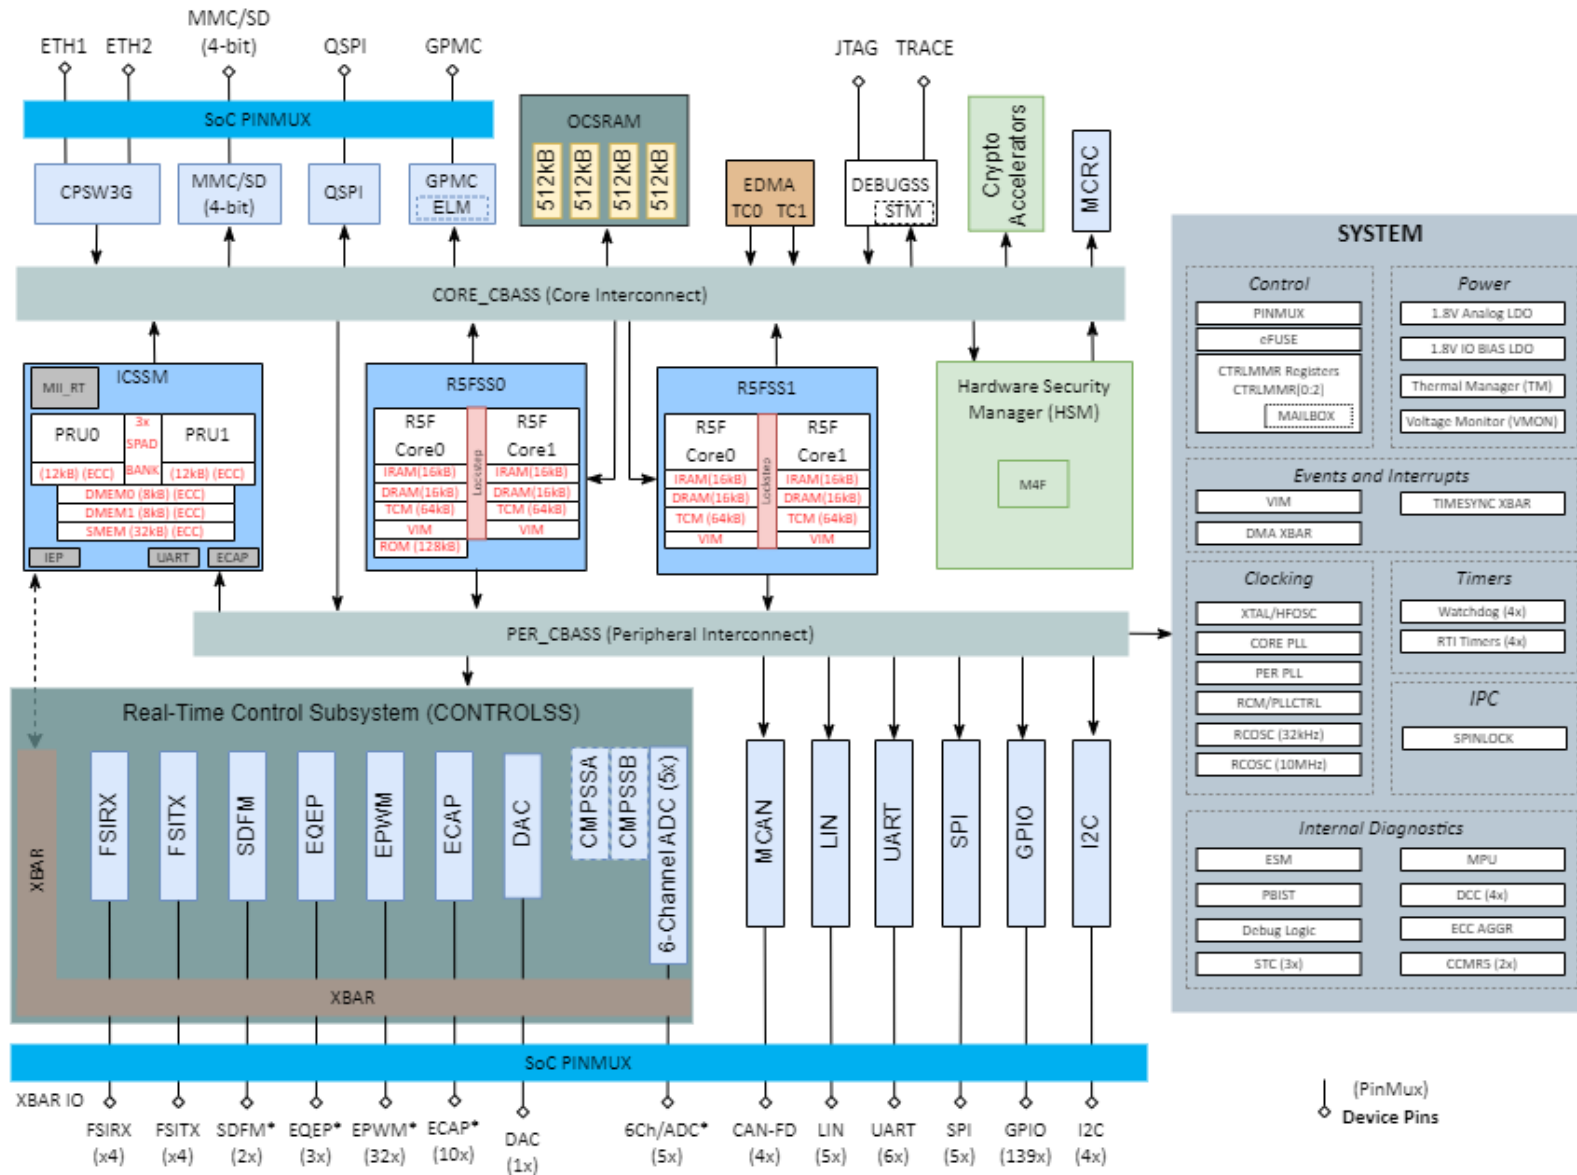 MMC/SD
ETH1 ETH2 (4-bit) QSPI GPMC
JTAG TRACE
SoC PINMUX
OCSRAM
512kB 512kB 512kB 512kB
Crypto
Accelerators
MCRC
CPSW3G
MMC/SD
(4-bit)
QSPI
GPMC
ELM
EDMA
TC0 TC1
DEBUGSS
STM
CORE_CBASS (Core Interconnect)
ICSSM
MII_RT
PRU0
3x
SPAD
BANK
PRU1
(12kB) (ECC)
(12kB) (ECC)
DMEM0 (8kB) (ECC)
DMEM1 (8kB) (ECC)
SMEM (32kB) (ECC)
IEP
UART
ECAP
R5FSS0
R5F
Core0
IRAM(16kB)
DRAM(16kB)
TCM (64kB)
VIM
ROM (128kB)
Lockstep
R5F
Core1
IRAM(16kB)
DRAM(16kB)
TCM (64kB)
VIM
R5FSS1
R5F
Core0
IRAM(16kB)
DRAM(16kB)
TCM (64kB)
VIM
Lockstep
R5F
Core1
IRAM(16kB)
DRAM(16kB)
TCM (64kB)
VIM
Hardware Security
Manager (HSM)
M4F
PER_CBASS (Peripheral Interconnect)
Real-Time Control Subsystem (CONTROLSS)
XBAR
FSIRX
FSITX
SDFM
EQEP
EPWM
ECAP
DAC
CMPSSA
CMPSSB
6-Channel ADC (5x)
XBAR
MCAN
LIN
UART
SPI
GPIO
I2C
SoC PINMUX
XBAR IO
FSIRX
(x4)
FSITX
(x4)
SDFM*
(2x)
EQEP*
(3x)
EPWM*
(32x)
ECAP*
(10x)
DAC
(1x)
6Ch/ADC*
(5x)
CAN-FD
(4x)
LIN
(5x)
UART
(6x)
SPI
(5x)
GPIO
(139x)
I2C
(4x)
SYSTEM
Control
PINMUX
eFUSE
CTRLMMR Registers
CTRLMMR[0:2]
MAILBOX
Power
1.8V Analog LDO
1.8V IO BIAS LDO
Thermal Manager (TM)
Voltage Monitor (VMON)
Events and Interrupts
VIM
TIMESYNC XBAR
DMA XBAR
Clocking
XTAL/HFOSC
CORE PLL
PER PLL
RCM/PLLCTRL
RCOSC (32kHz)
RCOSC (10MHz)
Timers
Watchdog (4x)
RTI Timers (4x)
IPC
SPINLOCK
Internal Diagnostics
ESM
MPU
PBIST
DCC (4x)
Debug Logic
ECC AGGR
STC (3x)
CCMR5 (2x)
(PinMux)
Device Pins